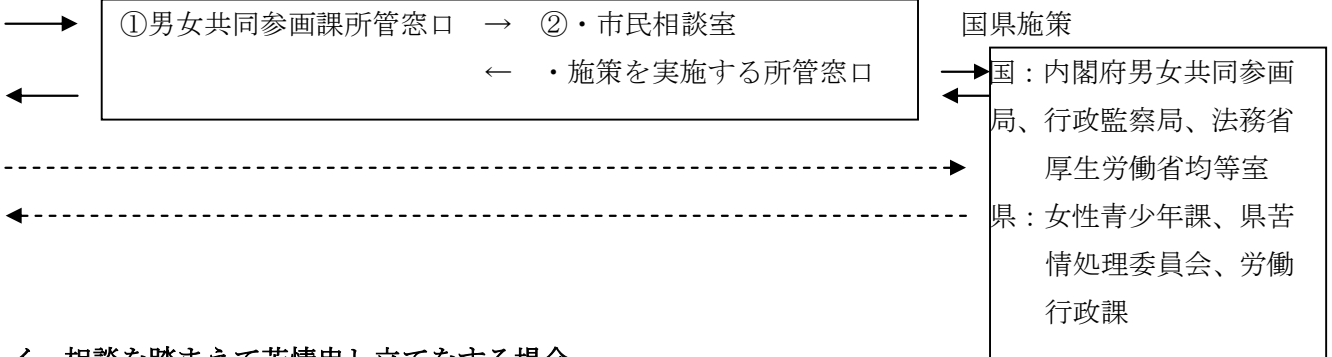 ①男女共同参画課所管窓口 → ②・市民相談室
← ・施策を実施する所管窓口
国県施策
国：内閣府男女共同参画
局、行政監察局、法務省
厚生労働省均等室
県：女性青少年課、県苦
情処理委員会、労働
行政課
イ 相談を踏まえて苦情申し立てをする場合